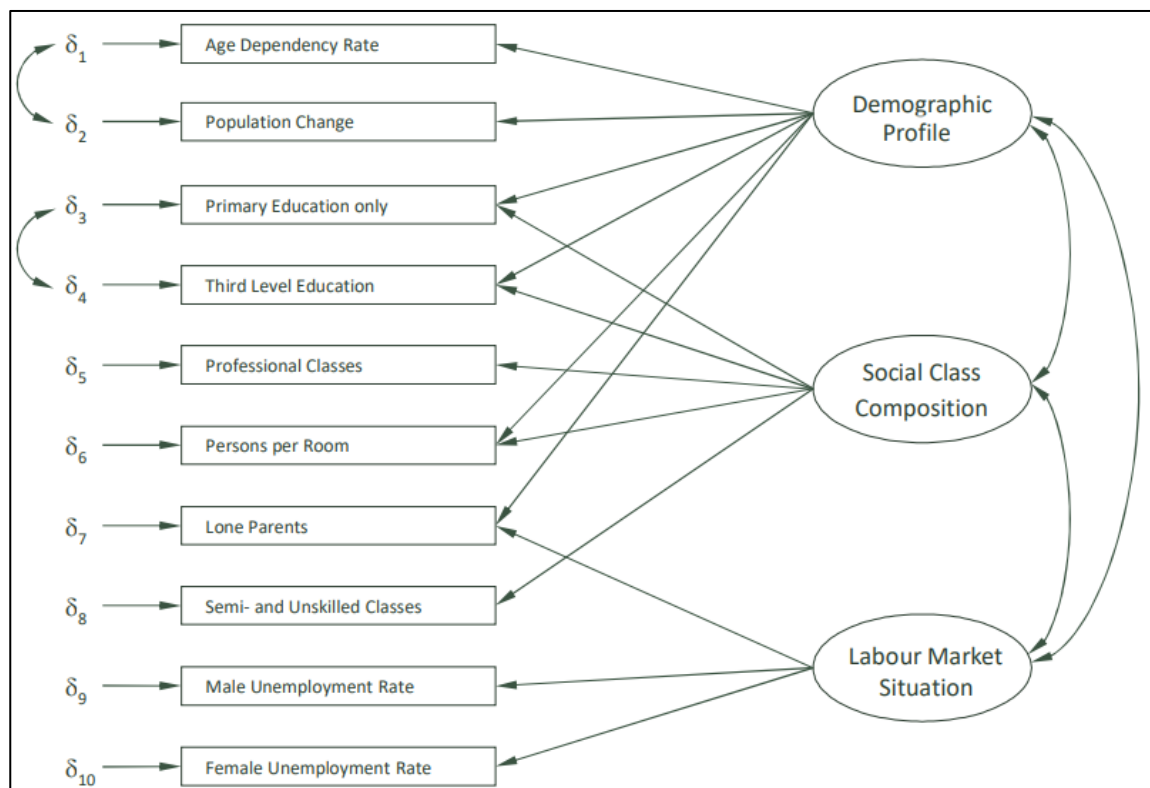 δ1
Age Dependency Rate
δ2
Population Change
δ3
Primary Education only
δ4
Third Level Education
δ5
Professional Classes
δ6
Persons per Room
δ7
Lone Parents
δ8
Semi- and Unskilled Classes
δ9
Male Unemployment Rate
δ10
Female Unemployment Rate
Demographic
Profile
Social Class
Composition
Labour Market
Situation